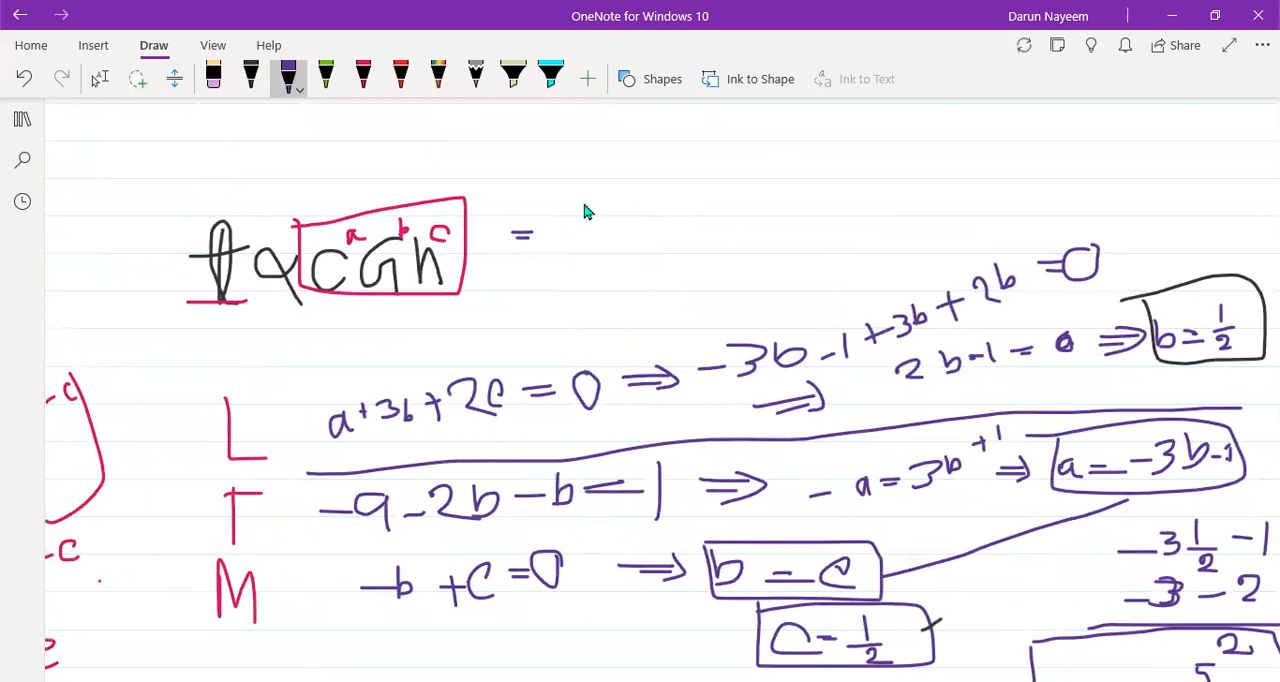 OneNote for Windows 10
Darun Nayeem
Home Insert Draw View Help
Share
Shapes
Ink to Shape
Ink to Text
t α c^a G^b h^c =
a+3b+2c=0 ⇒ -3b-1+3b+2b=0
⇒ 2b-1=0 ⇒ b=1/2
-a-2b-b=-1 ⇒ -a=3b+1 ⇒ a=-3b-1
-b+c=0 ⇒ b=c
c=1/2
-3 1/2 -1
-3-2
2
5
L
T
M
-c
-c